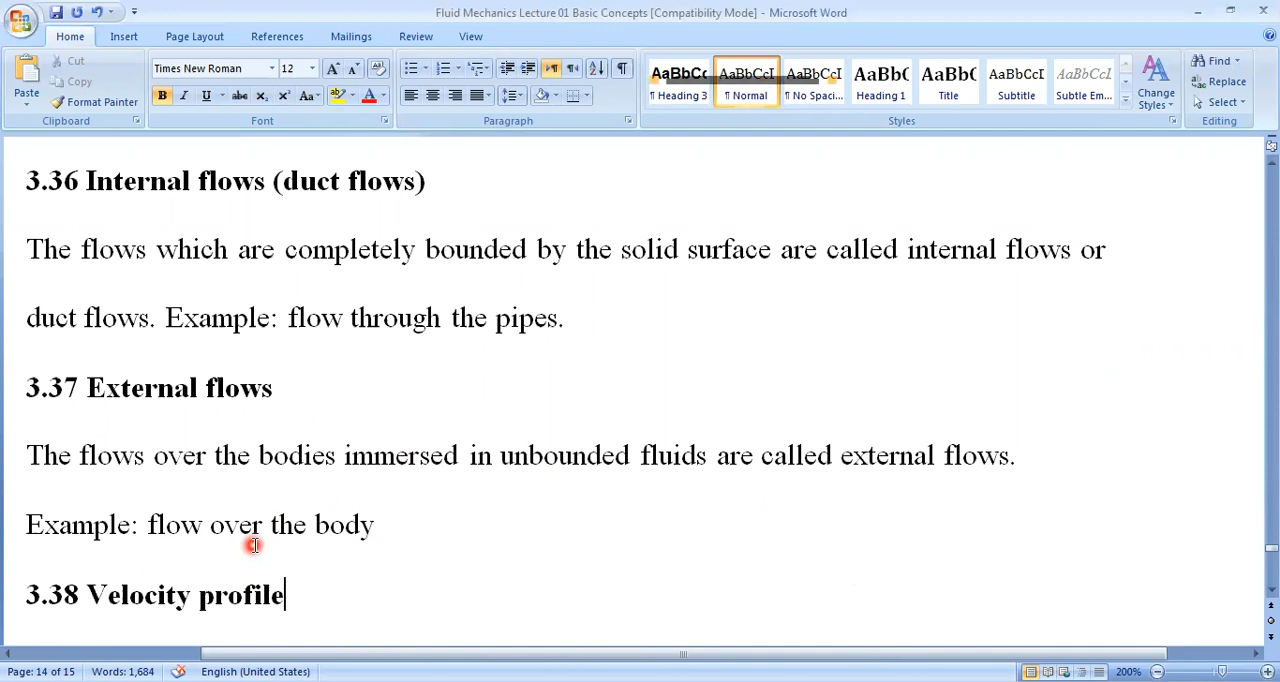 Fluid Mechanics Lecture 01 Basic Concepts [Compatibility Mode] - Microsoft Word
Home Insert Page Layout References Mailings Review View
Paste Cut Copy Format Painter
Times New Roman 12
B I U abc x₂ x² Aa A
AaBbCc AaBbCcI AaBbCcI AaBbC AaBbC AaBbCcI AaBbCcI
¶ Heading 3 ¶ Normal ¶ No Spaci... Heading 1 Title Subtitle Subtle Em...
Change Styles
Find Replace Select
Clipboard Font Paragraph Styles Editing
3.36 Internal flows (duct flows)
The flows which are completely bounded by the solid surface are called internal flows or
duct flows. Example: flow through the pipes.
3.37 External flows
The flows over the bodies immersed in unbounded fluids are called external flows.
Example: flow over the body
3.38 Velocity profile
Page: 14 of 15 Words: 1,684 English (United States) 200%